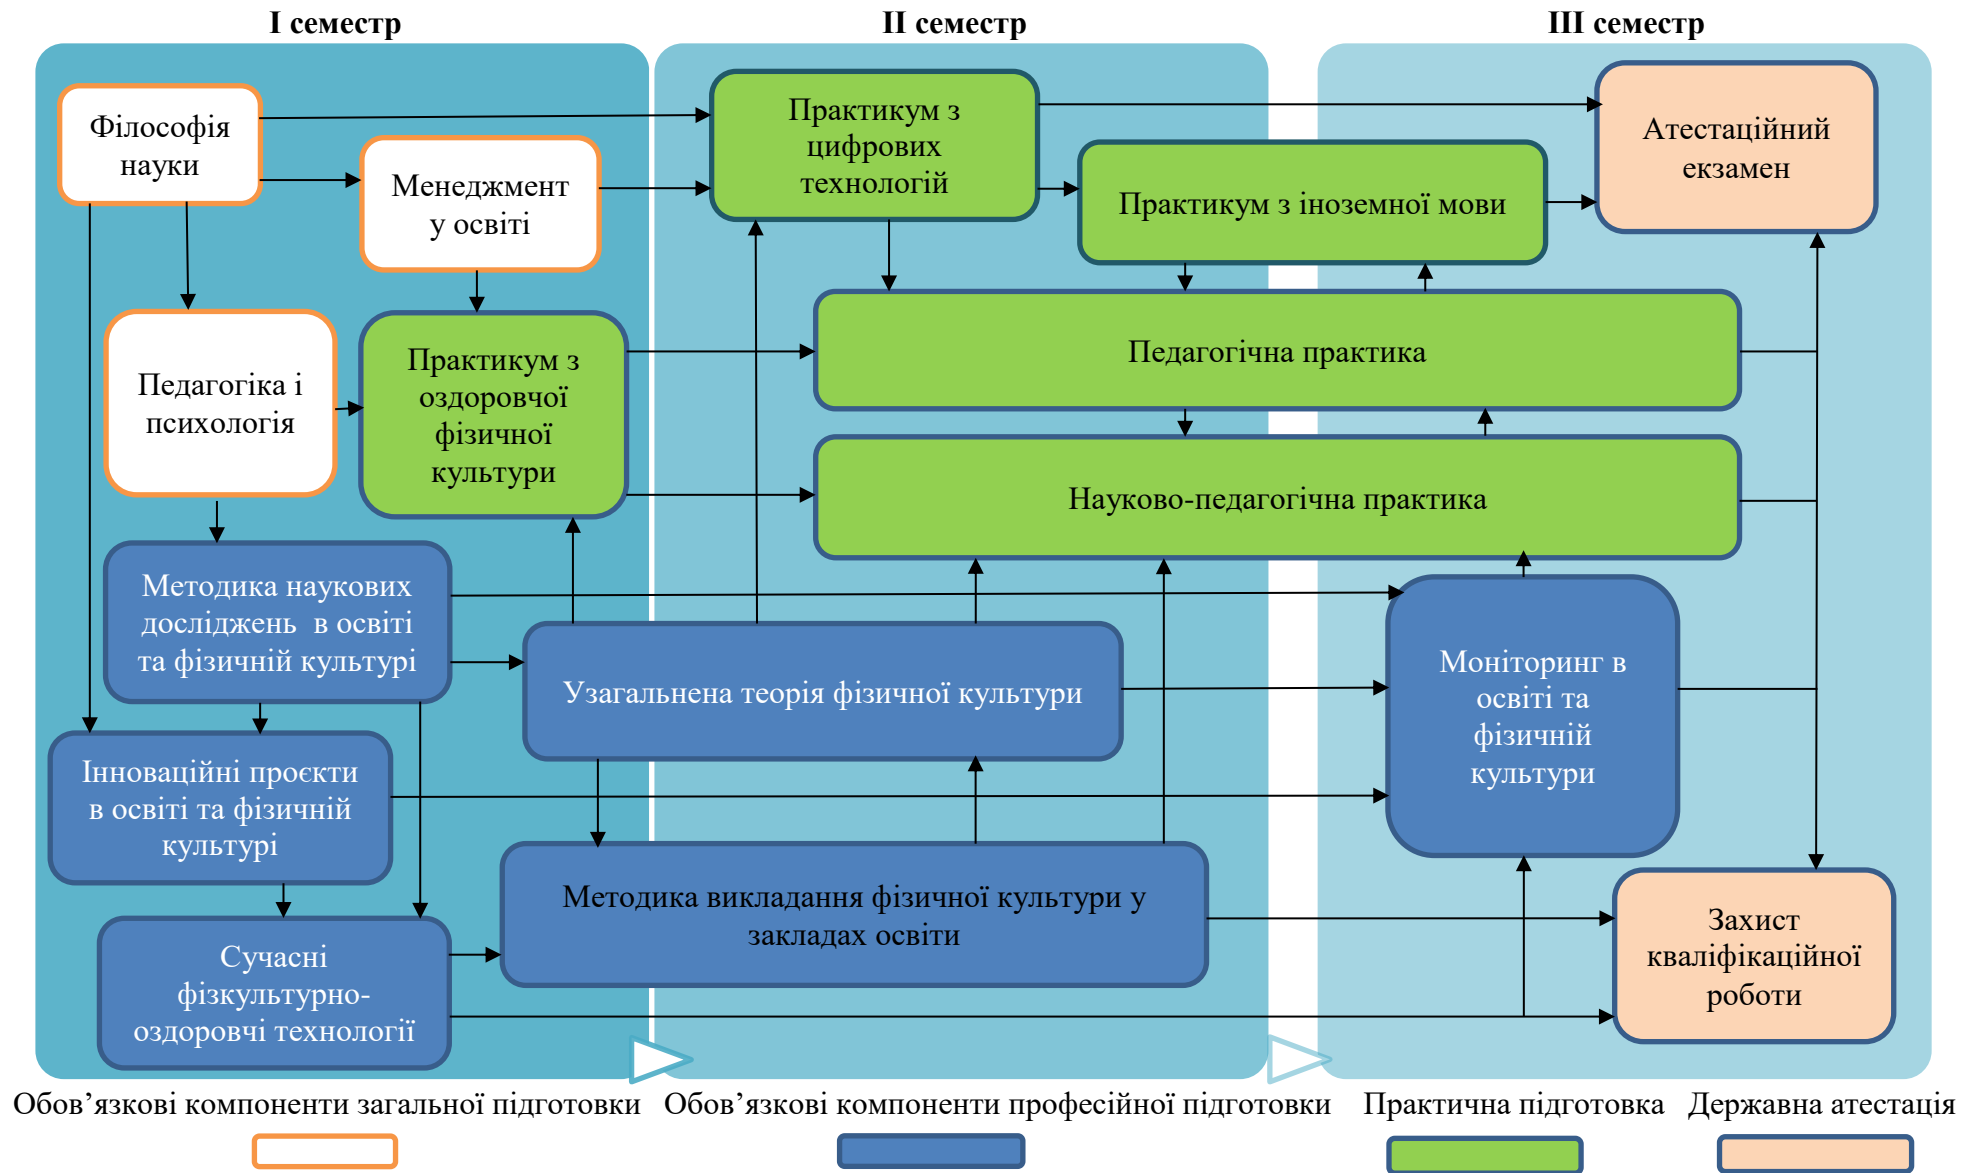 I семестр
II семестр
III семестр
Філософія
науки
Менеджмент
у освіті
Практикум з
цифрових
технологій
Практикум з іноземної мови
Атестаційний
екзамен
Педагогіка і
психологія
Практикум з
оздоровчої
фізичної
культури
Педагогічна практика
Науково-педагогічна практика
Методика наукових
досліджень в освіті
та фізичній культурі
Узагальнена теорія фізичної культури
Моніторинг в
освіті та
фізичній
культури
Інноваційні проєкти
в освіті та фізичній
культурі
Методика викладання фізичної культури у
закладах освіти
Сучасні
фізкультурно-
оздоровчі технології
Захист
кваліфікаційної
роботи
Обов’язкові компоненти загальної підготовки
Обов’язкові компоненти професійної підготовки
Практична підготовка
Державна атестація